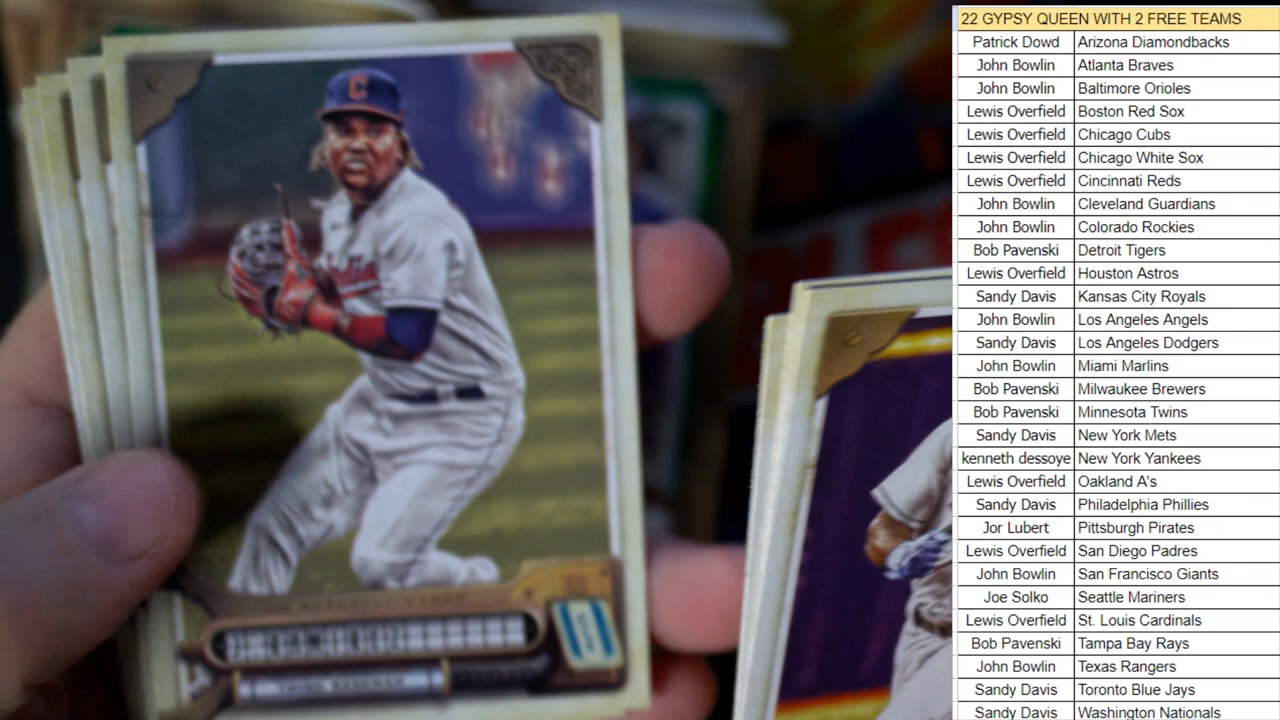 C
22 GYPSY QUEEN WITH 2 FREE TEAMS
Patrick Dowd Arizona Diamondbacks
John Bowlin Atlanta Braves
John Bowlin Baltimore Orioles
Lewis Overfield Boston Red Sox
Lewis Overfield Chicago Cubs
Lewis Overfield Chicago White Sox
Lewis Overfield Cincinnati Reds
John Bowlin Cleveland Guardians
John Bowlin Colorado Rockies
Bob Pavenski Detroit Tigers
Lewis Overfield Houston Astros
Sandy Davis Kansas City Royals
John Bowlin Los Angeles Angels
Sandy Davis Los Angeles Dodgers
John Bowlin Miami Marlins
Bob Pavenski Milwaukee Brewers
Bob Pavenski Minnesota Twins
Sandy Davis New York Mets
kenneth dessoye New York Yankees
Lewis Overfield Oakland A's
Sandy Davis Philadelphia Phillies
Jor Lubert Pittsburgh Pirates
Lewis Overfield San Diego Padres
John Bowlin San Francisco Giants
Joe Solko Seattle Mariners
Lewis Overfield St. Louis Cardinals
Bob Pavenski Tampa Bay Rays
John Bowlin Texas Rangers
Sandy Davis Toronto Blue Jays
Sandy Davis Washington Nationals
THIRD BASEMAN